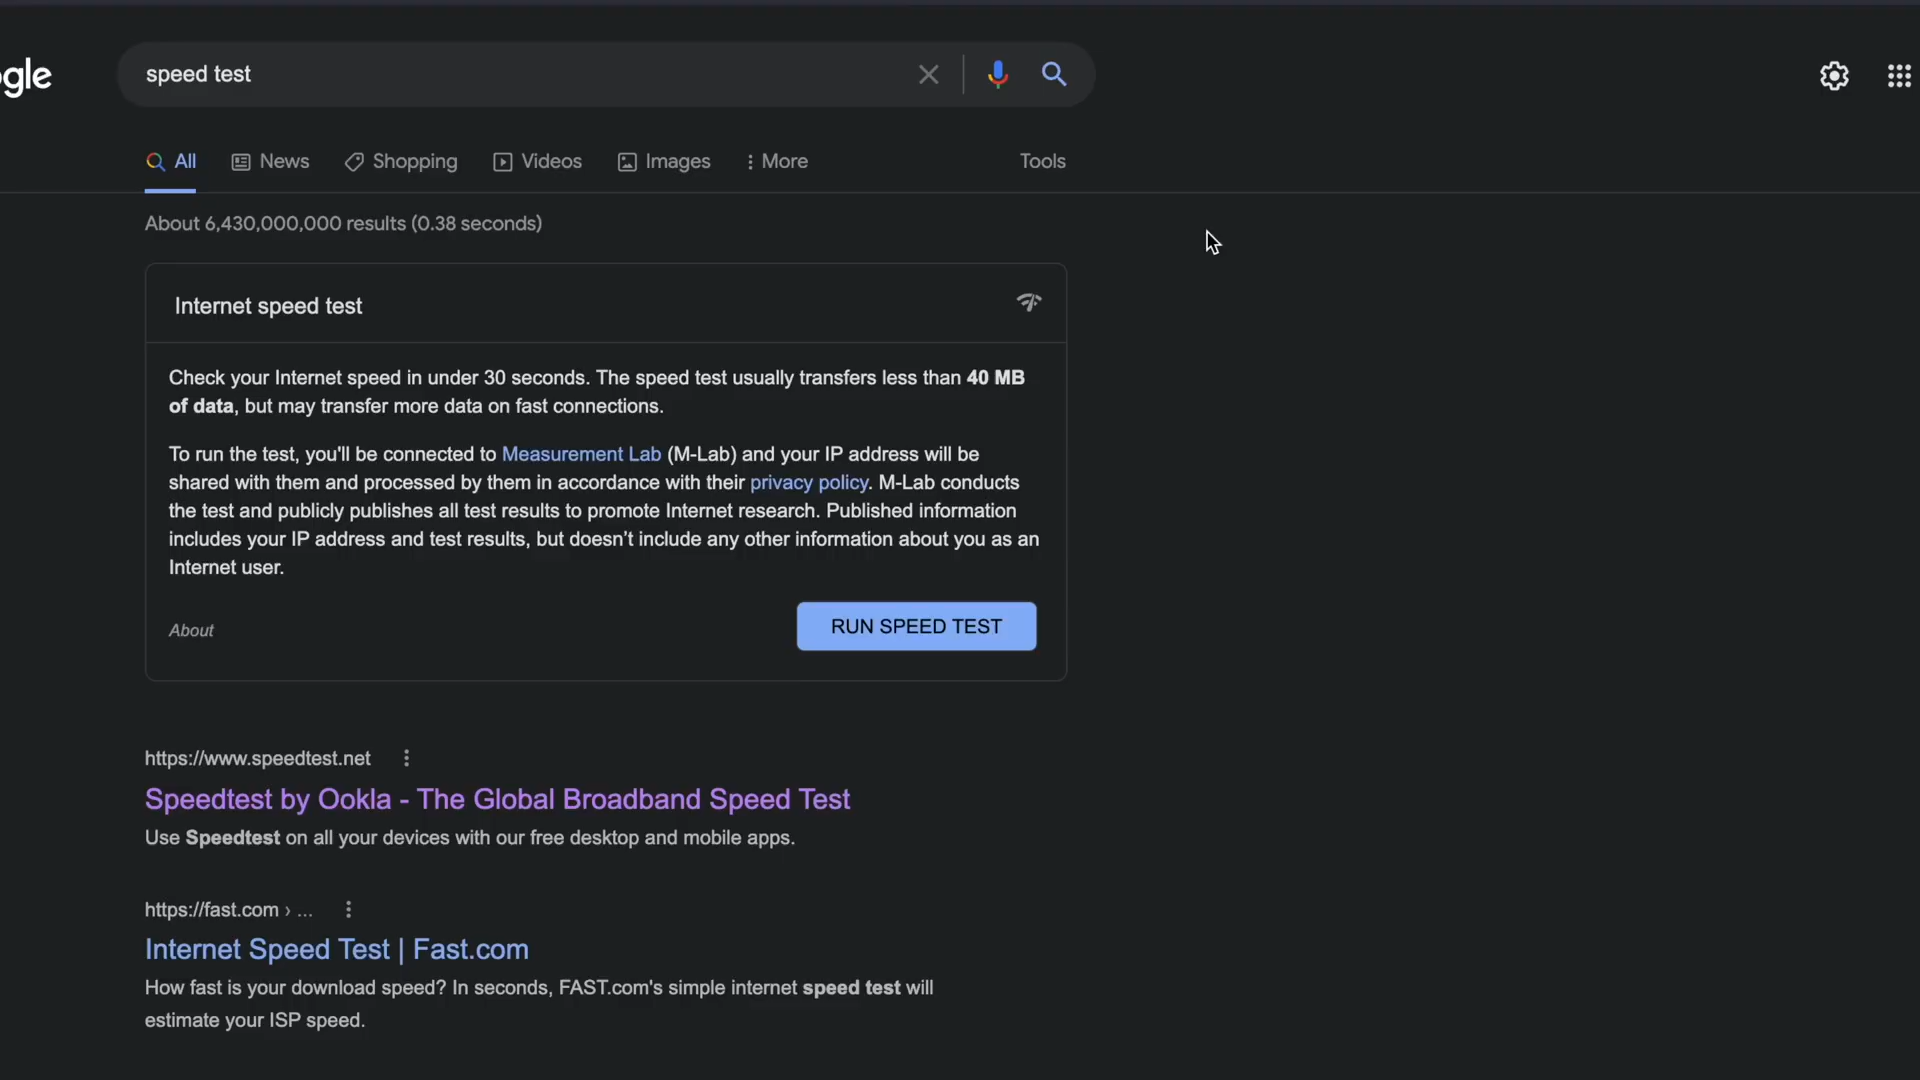 gle
speed test
All News Shopping Videos Images More Tools
About 6,430,000,000 results (0.38 seconds)
Internet speed test
Check your Internet speed in under 30 seconds. The speed test usually transfers less than 40 MB
of data, but may transfer more data on fast connections.
To run the test, you'll be connected to Measurement Lab (M-Lab) and your IP address will be
shared with them and processed by them in accordance with their privacy policy. M-Lab conducts
the test and publicly publishes all test results to promote Internet research. Published information
includes your IP address and test results, but doesn't include any other information about you as an
Internet user.
About RUN SPEED TEST
https://www.speedtest.net
Speedtest by Ookla - The Global Broadband Speed Test
Use Speedtest on all your devices with our free desktop and mobile apps.
https://fast.com › ...
Internet Speed Test | Fast.com
How fast is your download speed? In seconds, FAST.com's simple internet speed test will
estimate your ISP speed.